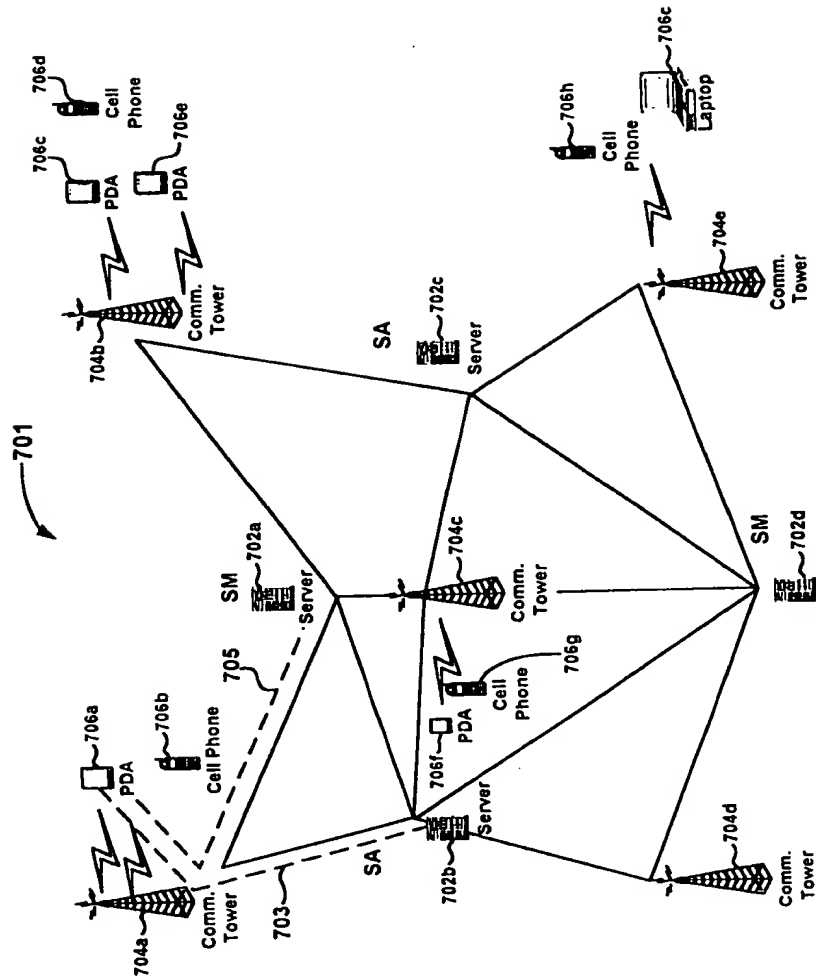 701
706d
Cell
Phone
706c
PDA
706e
PDA
704b
Comm.
Tower
706a
PDA
706b
Cell Phone
705
704a
Comm.
Tower
703
SM
702a
Server
SA
702c
Server
704c
Comm.
Tower
706g
Cell
Phone
706f
PDA
SA
702b
Server
706h
Cell
Phone
706c
Laptop
704e
Comm.
Tower
SM
702d
704d
Comm.
Tower